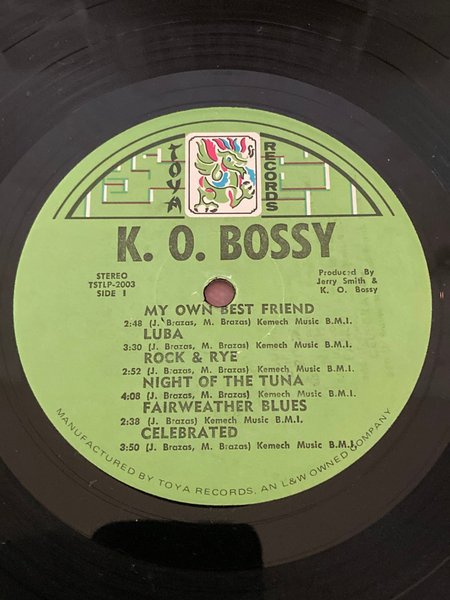 TOYA
RECORDS
K. O. BOSSY
STEREO
TSTLP-2003
SIDE I
Produced By
Jerry Smith &
K. O. Bossy
MY OWN BEST FRIEND
2:48 (J. Brazas, M. Brazas) Kemech Music B.M.I.
LUBA
3:30 (J. Brazas, M. Brazas) Kemech Music B.M.I.
ROCK & RYE
2:52 (J. Brazas, M. Brazas) Kemech Music B.M.I.
NIGHT OF THE TUNA
4:08 (J. Brazas, M. Brazas) Kemech Music B.M.I.
FAIRWEATHER BLUES
2:38 (J. Brazas, M. Brazas) Kemech Music B.M.I.
CELEBRATED
3:50 (J. Brazas, M. Brazas) Kemech Music B.M.I.
MANUFACTURED BY TOYA RECORDS, AN L&W OWNED COMPANY